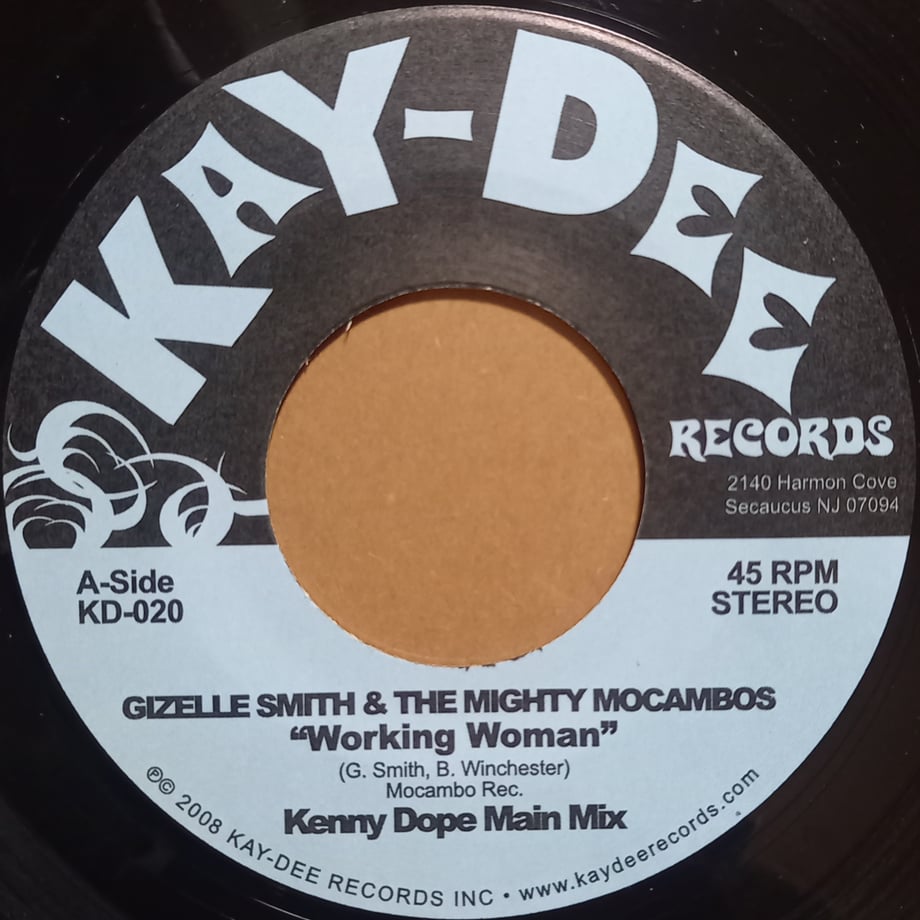 KAY-DEE
RECORDS
2140 Harmon Cove
Secaucus NJ 07094
A-Side
KD-020
45 RPM
STEREO
GIZELLE SMITH & THE MIGHTY MOCAMBOS
“Working Woman”
(G. Smith, B. Winchester)
Mocambo Rec.
Kenny Dope Main Mix
℗© 2008 KAY-DEE RECORDS INC • www.kaydeerecords.com